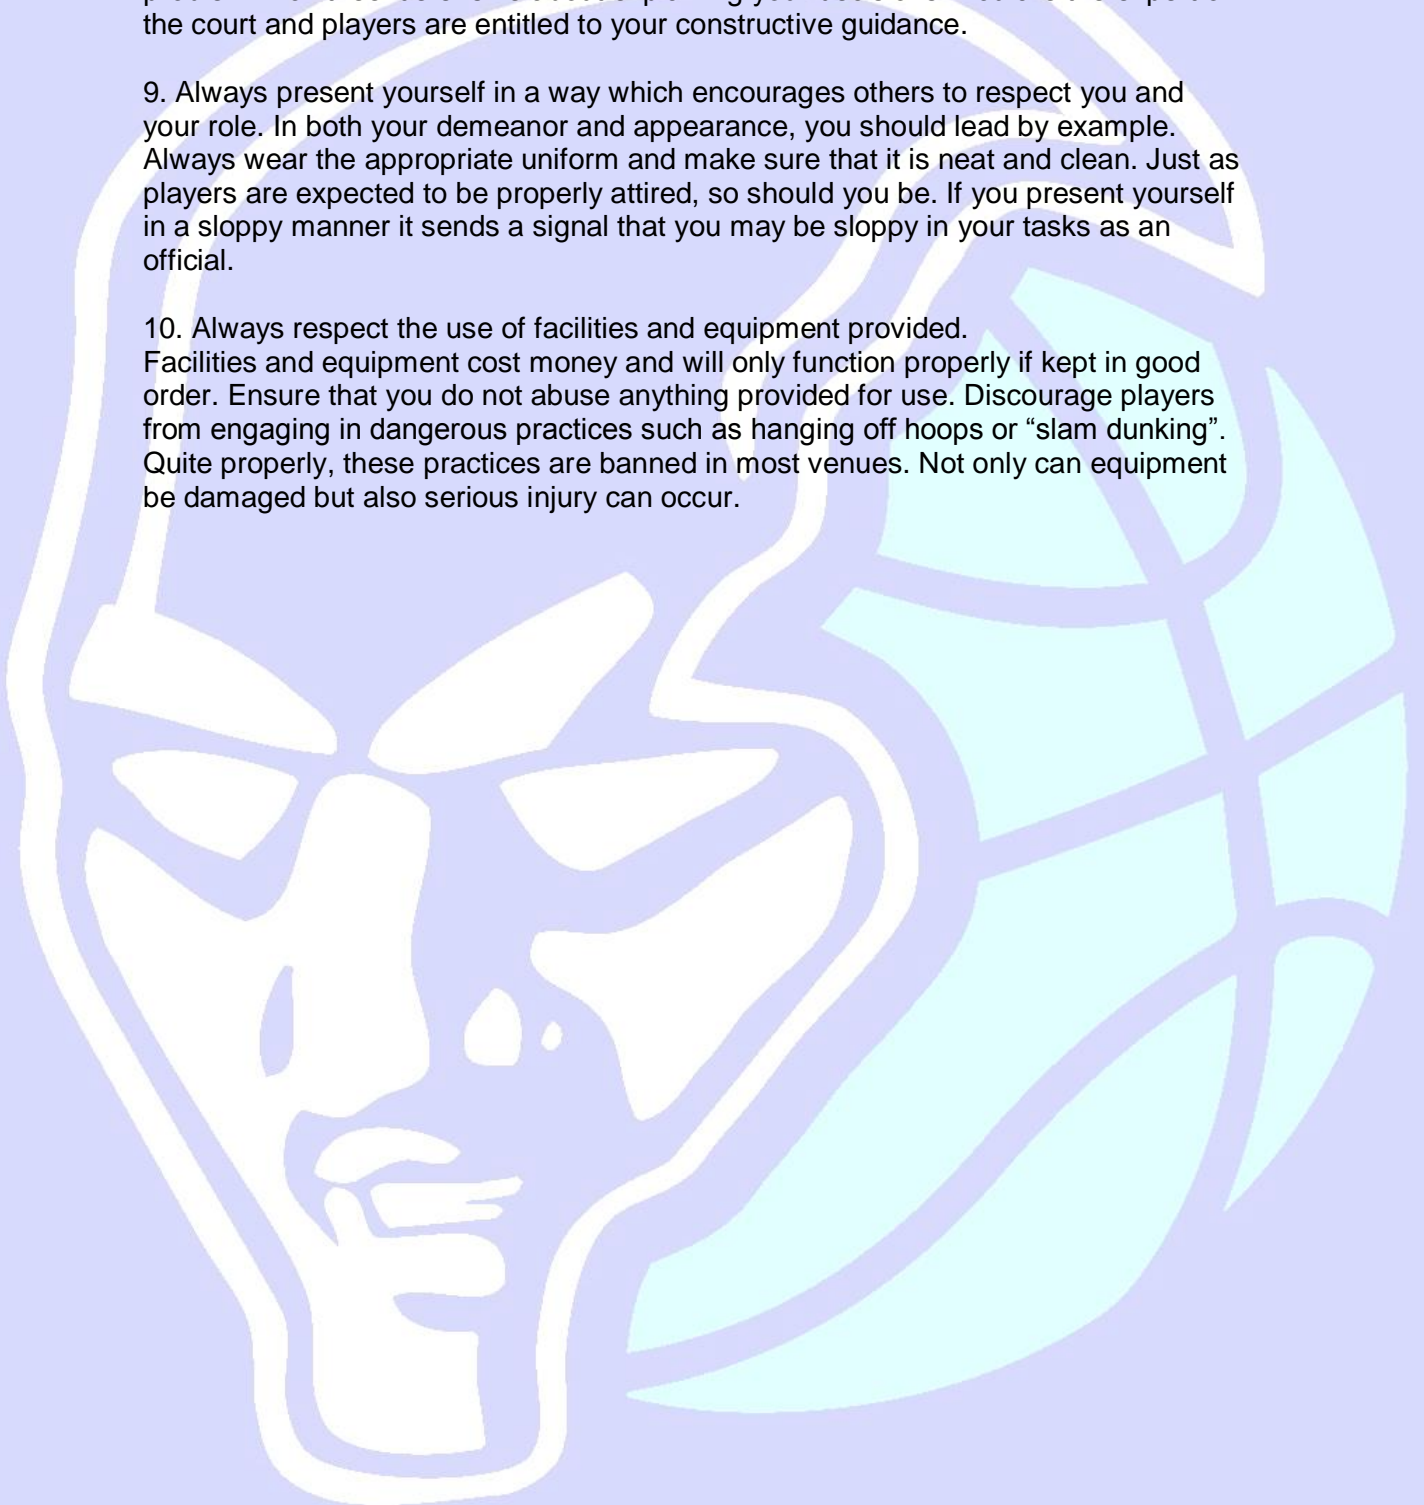 the court and players are entitled to your constructive guidance.
9. Always present yourself in a way which encourages others to respect you and
your role. In both your demeanor and appearance, you should lead by example.
Always wear the appropriate uniform and make sure that it is neat and clean. Just as
players are expected to be properly attired, so should you be. If you present yourself
in a sloppy manner it sends a signal that you may be sloppy in your tasks as an
official.
10. Always respect the use of facilities and equipment provided.
Facilities and equipment cost money and will only function properly if kept in good
order. Ensure that you do not abuse anything provided for use. Discourage players
from engaging in dangerous practices such as hanging off hoops or “slam dunking”.
Quite properly, these practices are banned in most venues. Not only can equipment
be damaged but also serious injury can occur.